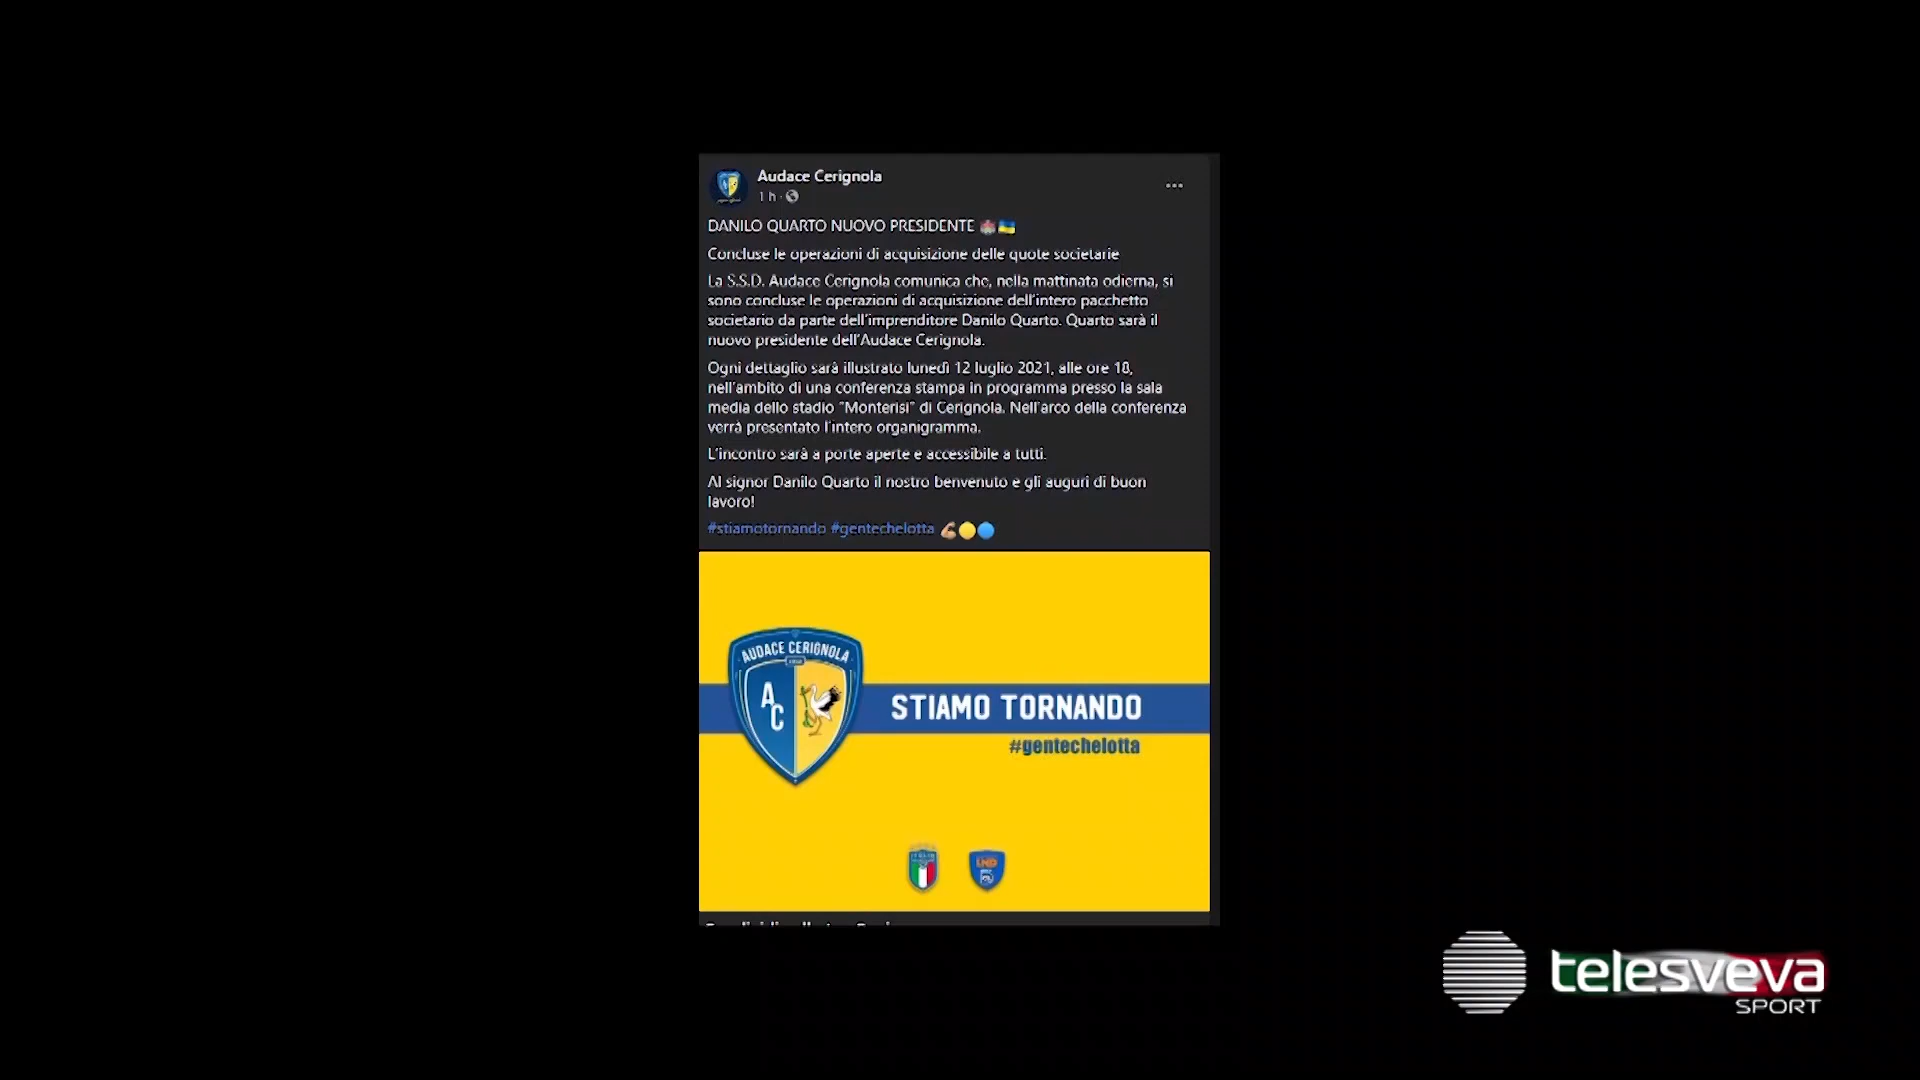 Audace Cerignola
1 h ·
DANILO QUARTO NUOVO PRESIDENTE
Concluse le operazioni di acquisizione delle quote societarie
La S.S.D. Audace Cerignola comunica che, nella mattinata odierna, si
sono concluse le operazioni di acquisizione dell'intero pacchetto
societario da parte dell'imprenditore Danilo Quarto. Quarto sarà il
nuovo presidente dell'Audace Cerignola.
Ogni dettaglio sarà illustrato lunedì 12 luglio 2021, alle ore 18,
nell'ambito di una conferenza stampa in programma presso la sala
media dello stadio "Monterisi" di Cerignola. Nell'arco della conferenza
verrà presentato l'intero organigramma.
L'incontro sarà a porte aperte e accessibile a tutti.
Al signor Danilo Quarto il nostro benvenuto e gli auguri di buon
lavoro!
#stiamotornando #gentechelotta
AUDACE CERIGNOLA
A
C
STIAMO TORNANDO
#gentechelotta
ITALIA
LND
telesveva
SPORT